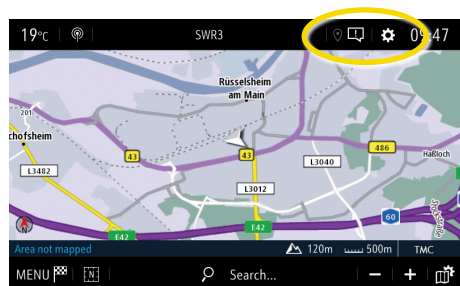 19°C SWR3 09:47
Rüsselsheim
am Main
201
chofsheim
43
43
486
L3482
L3040
Haßloch
L3012
60
E42
E42
N
Area not mapped 120m 500m TMC
MENU N Search... - +